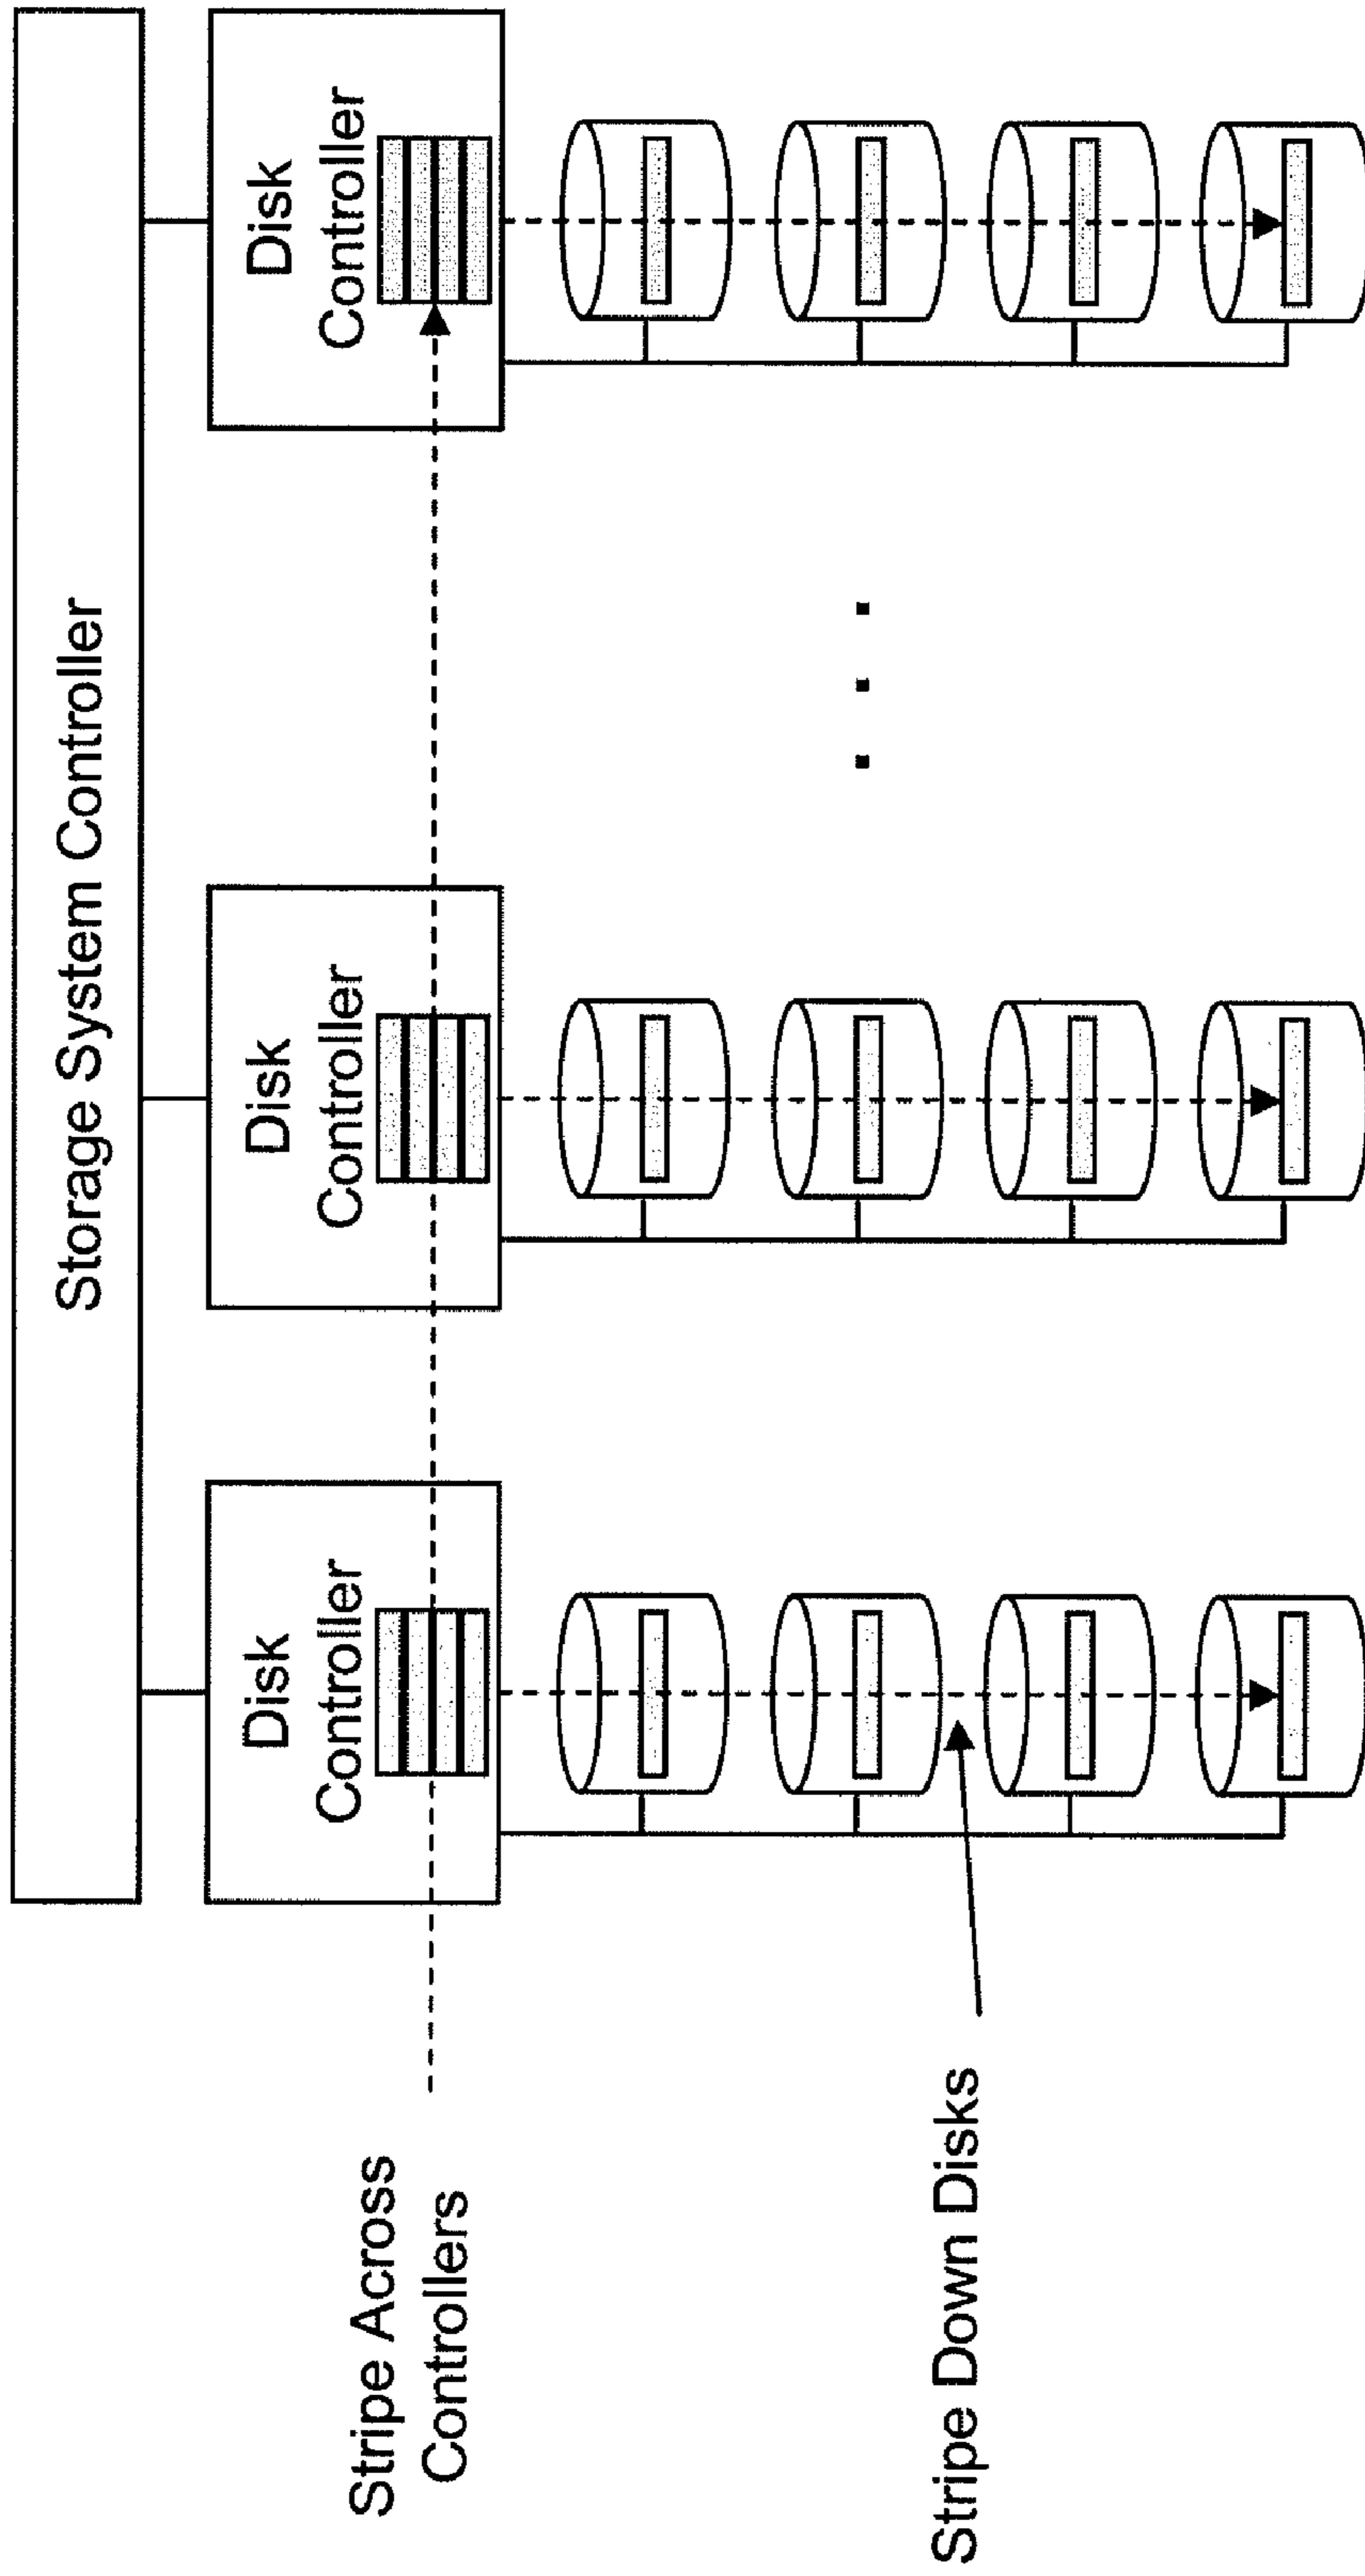 Storage System Controller
Disk
Controller
Disk
Controller
Disk
Controller
Stripe Across
Controllers
Stripe Down Disks